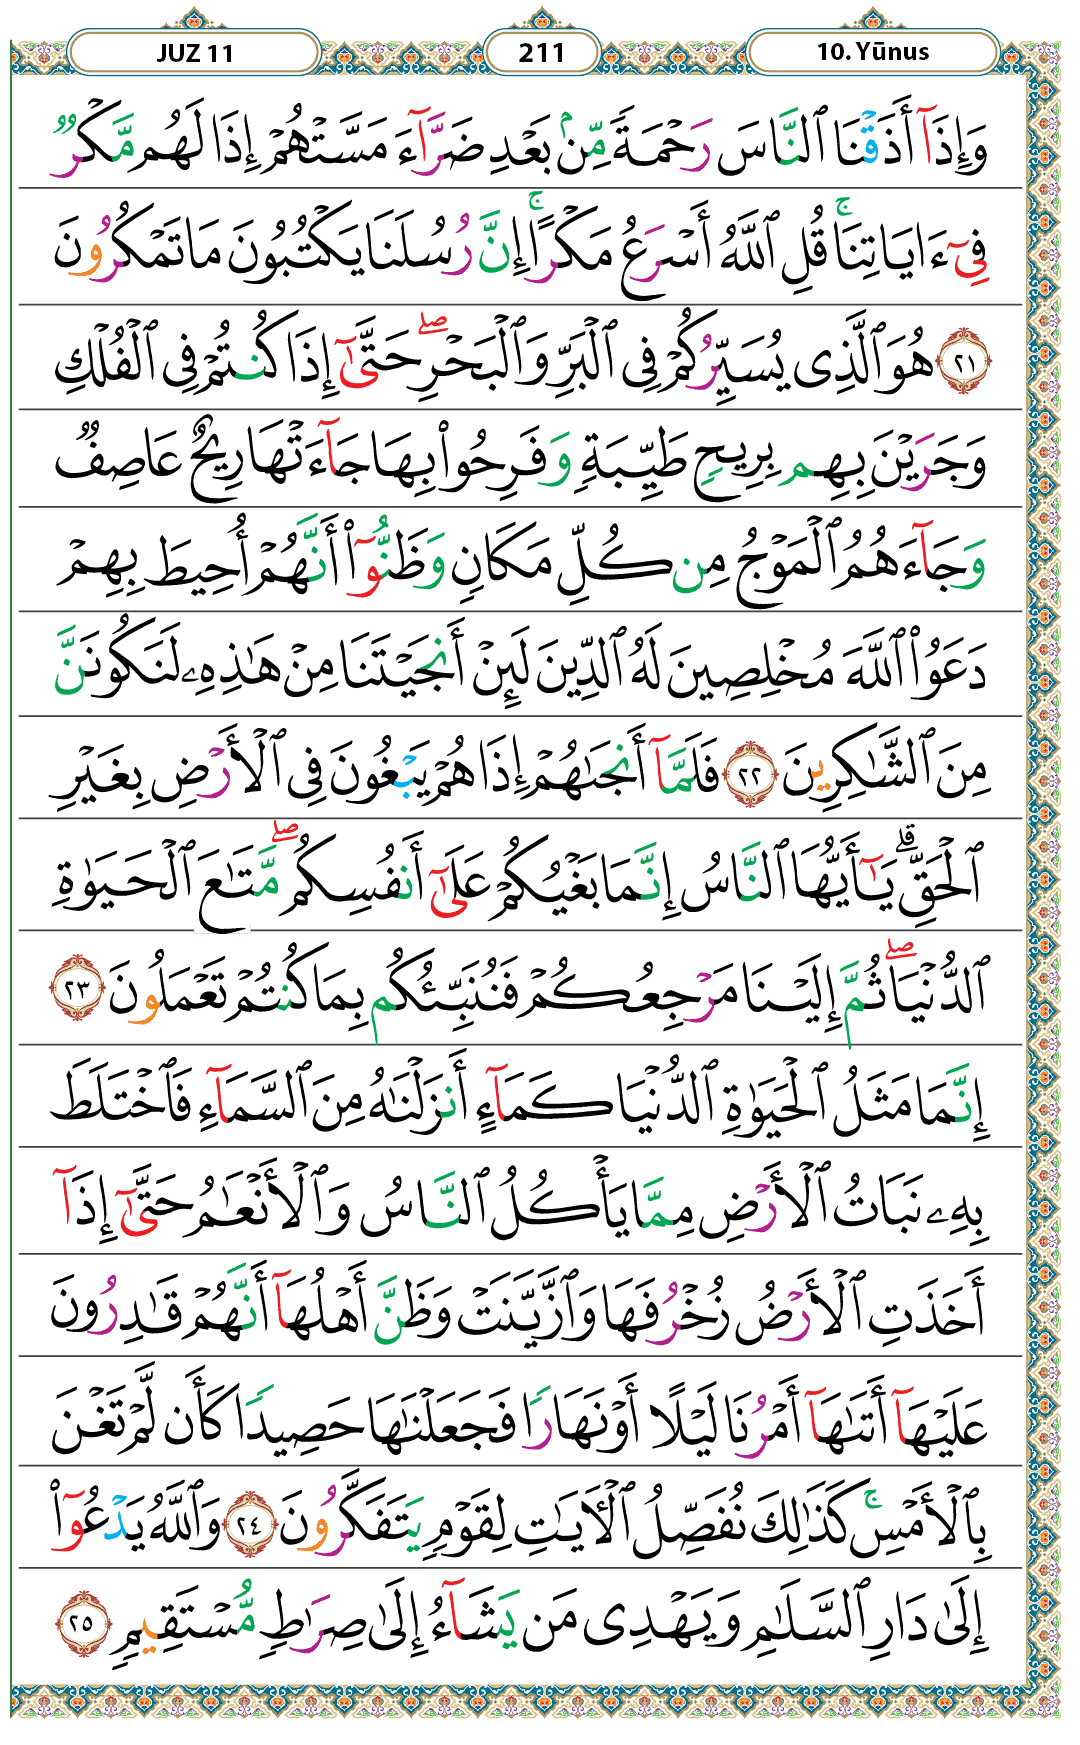 JUZ 11 211 10. Yūnus
وَإِذَآ أَذَقۡنَا ٱلنَّاسَ رَحۡمَةٗ مِّنۢ بَعۡدِ ضَرَّآءَ مَسَّتۡهُمۡ إِذَا لَهُم مَّكۡرٞ
فِيٓ ءَايَاتِنَاۚ قُلِ ٱللَّهُ أَسۡرَعُ مَكۡرًاۚ إِنَّ رُسُلَنَا يَكۡتُبُونَ مَا تَمۡكُرُونَ
٢١ هُوَ ٱلَّذِي يُسَيِّرُكُمۡ فِي ٱلۡبَرِّ وَٱلۡبَحۡرِۖ حَتَّىٰٓ إِذَا كُنتُمۡ فِي ٱلۡفُلۡكِ
وَجَرَيۡنَ بِهِم بِرِيحٖ طَيِّبَةٖ وَفَرِحُواْ بِهَا جَآءَتۡهَا رِيحٌ عَاصِفٞ
وَجَآءَهُمُ ٱلۡمَوۡجُ مِن كُلِّ مَكَانٖ وَظَنُّوٓاْ أَنَّهُمۡ أُحِيطَ بِهِمۡ
دَعَوُاْ ٱللَّهَ مُخۡلِصِينَ لَهُ ٱلدِّينَ لَئِنۡ أَنجَيۡتَنَا مِنۡ هَٰذِهِۦ لَنَكُونَنَّ
مِنَ ٱلشَّٰكِرِينَ ٢٢ فَلَمَّآ أَنجَىٰهُمۡ إِذَا هُمۡ يَبۡغُونَ فِي ٱلۡأَرۡضِ بِغَيۡرِ
ٱلۡحَقِّۗ يَٰٓأَيُّهَا ٱلنَّاسُ إِنَّمَا بَغۡيُكُمۡ عَلَىٰٓ أَنفُسِكُمۖ مَّتَٰعَ ٱلۡحَيَوٰةِ
ٱلدُّنۡيَاۖ ثُمَّ إِلَيۡنَا مَرۡجِعُكُمۡ فَنُنَبِّئُكُم بِمَا كُنتُمۡ تَعۡمَلُونَ ٢٣
إِنَّمَا مَثَلُ ٱلۡحَيَوٰةِ ٱلدُّنۡيَا كَمَآءٍ أَنزَلۡنَٰهُ مِنَ ٱلسَّمَآءِ فَٱخۡتَلَطَ
بِهِۦ نَبَاتُ ٱلۡأَرۡضِ مِمَّا يَأۡكُلُ ٱلنَّاسُ وَٱلۡأَنۡعَٰمُ حَتَّىٰٓ إِذَآ
أَخَذَتِ ٱلۡأَرۡضُ زُخۡرُفَهَا وَٱزَّيَّنَتۡ وَظَنَّ أَهۡلُهَآ أَنَّهُمۡ قَٰدِرُونَ
عَلَيۡهَآ أَتَىٰهَآ أَمۡرُنَا لَيۡلًا أَوۡ نَهَارٗا فَجَعَلۡنَٰهَا حَصِيدٗا كَأَن لَّمۡ تَغۡنَ
بِٱلۡأَمۡسِۚ كَذَٰلِكَ نُفَصِّلُ ٱلۡأٓيَٰتِ لِقَوۡمٖ يَتَفَكَّرُونَ ٢٤ وَٱللَّهُ يَدۡعُوٓاْ
إِلَىٰ دَارِ ٱلسَّلَٰمِ وَيَهۡدِي مَن يَشَآءُ إِلَىٰ صِرَٰطٖ مُّسۡتَقِيمٖ ٢٥